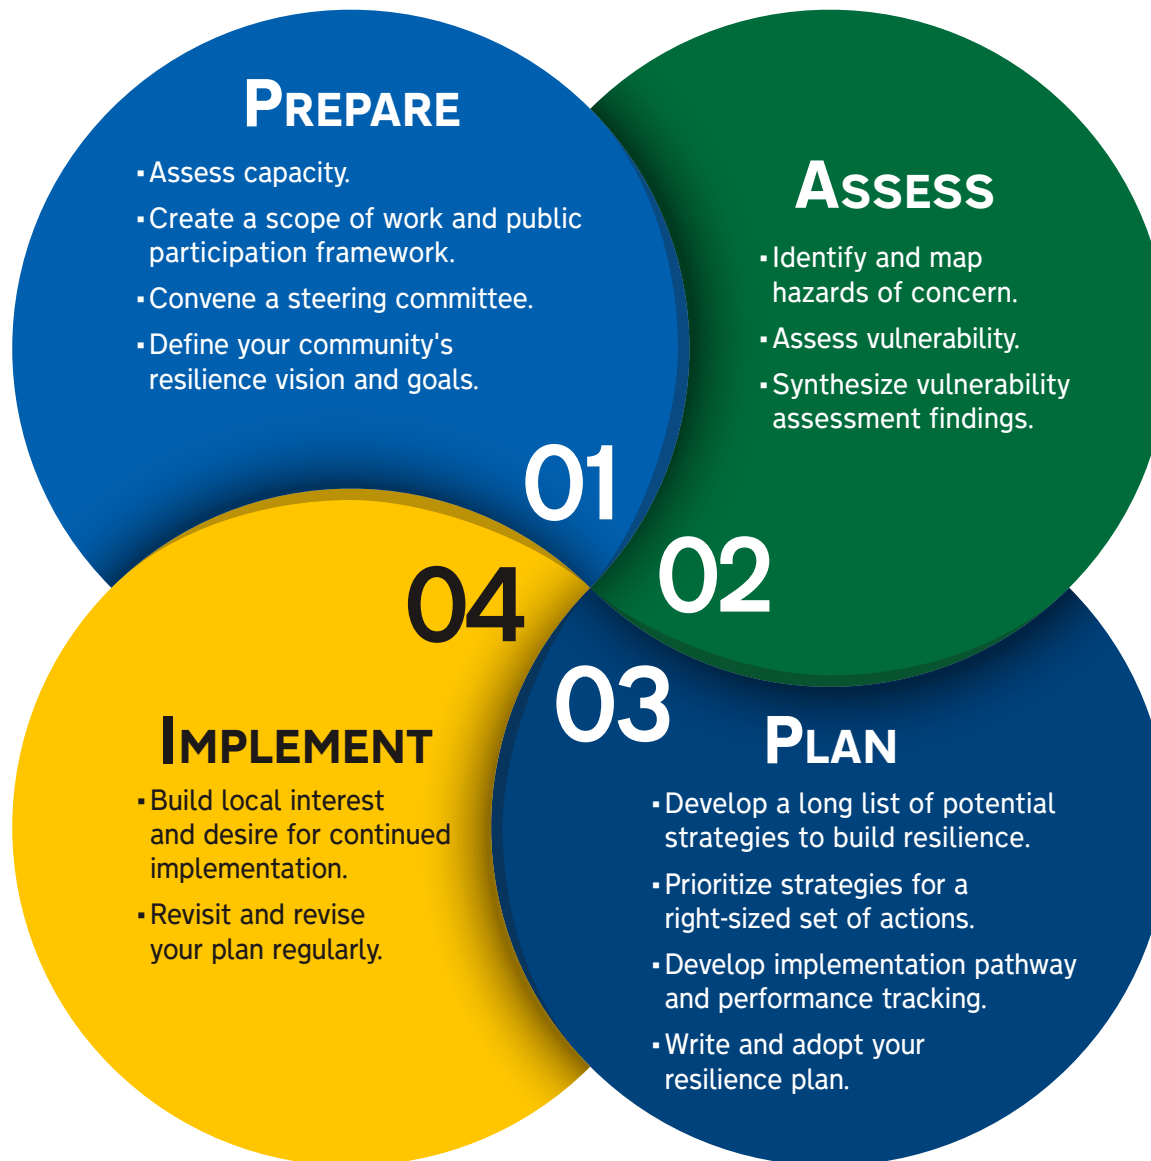 PREPARE
▪ Assess capacity.
▪ Create a scope of work and public
participation framework.
▪ Convene a steering committee.
▪ Define your community's
resilience vision and goals.
01
ASSESS
▪ Identify and map
hazards of concern.
▪ Assess vulnerability.
▪ Synthesize vulnerability
assessment findings.
02
03
PLAN
▪ Develop a long list of potential
strategies to build resilience.
▪ Prioritize strategies for a
right-sized set of actions.
▪ Develop implementation pathway
and performance tracking.
▪ Write and adopt your
resilience plan.
04
IMPLEMENT
▪ Build local interest
and desire for continued
implementation.
▪ Revisit and revise
your plan regularly.